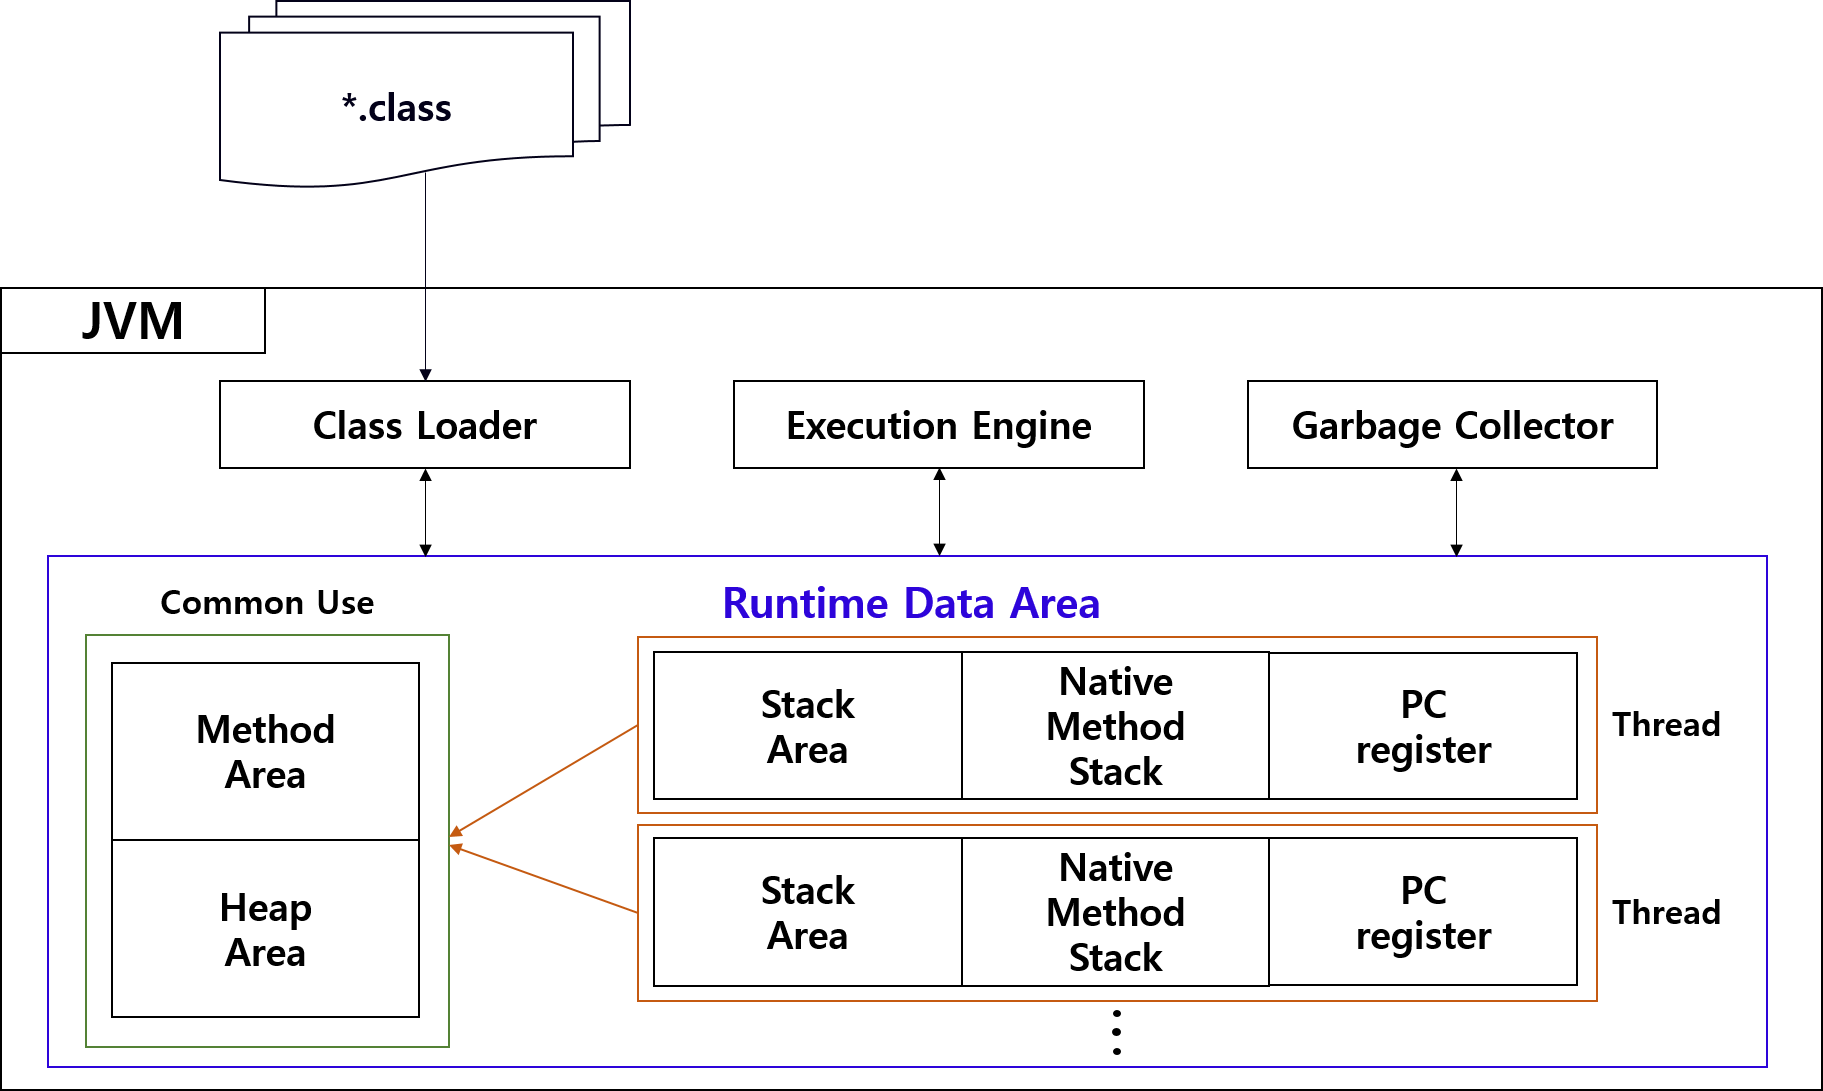 *.class
JVM
Class Loader
Execution Engine
Garbage Collector
Common Use
Runtime Data Area
Method
Area
Heap
Area
Stack
Area
Native
Method
Stack
PC
register
Thread
Stack
Area
Native
Method
Stack
PC
register
Thread